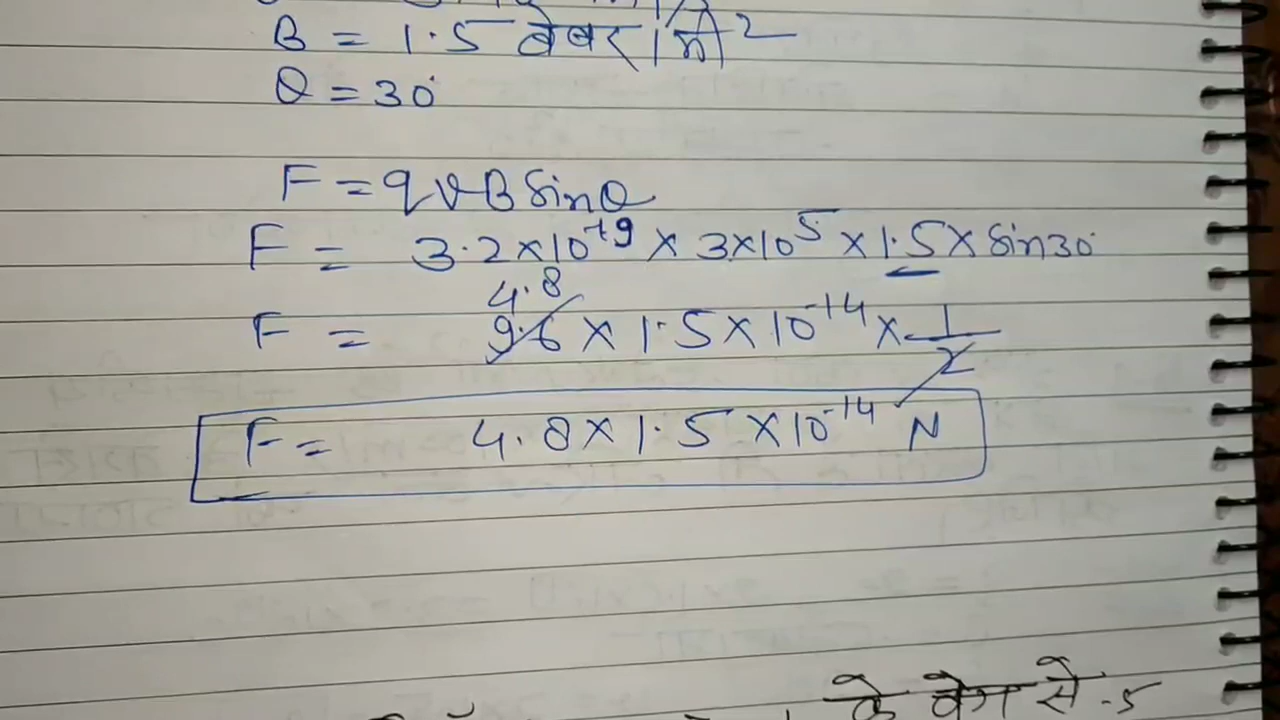 B = 1.5 वेबर/मी²
θ = 30°
F = qvB sinθ
F = 3.2×10⁻¹⁹ × 3×10⁵ × 1.5 × sin30°
4.8
F = 9.6 × 1.5 × 10⁻¹⁴ × 1/2
F = 4.8 × 1.5 × 10⁻¹⁴ N
के वेग से